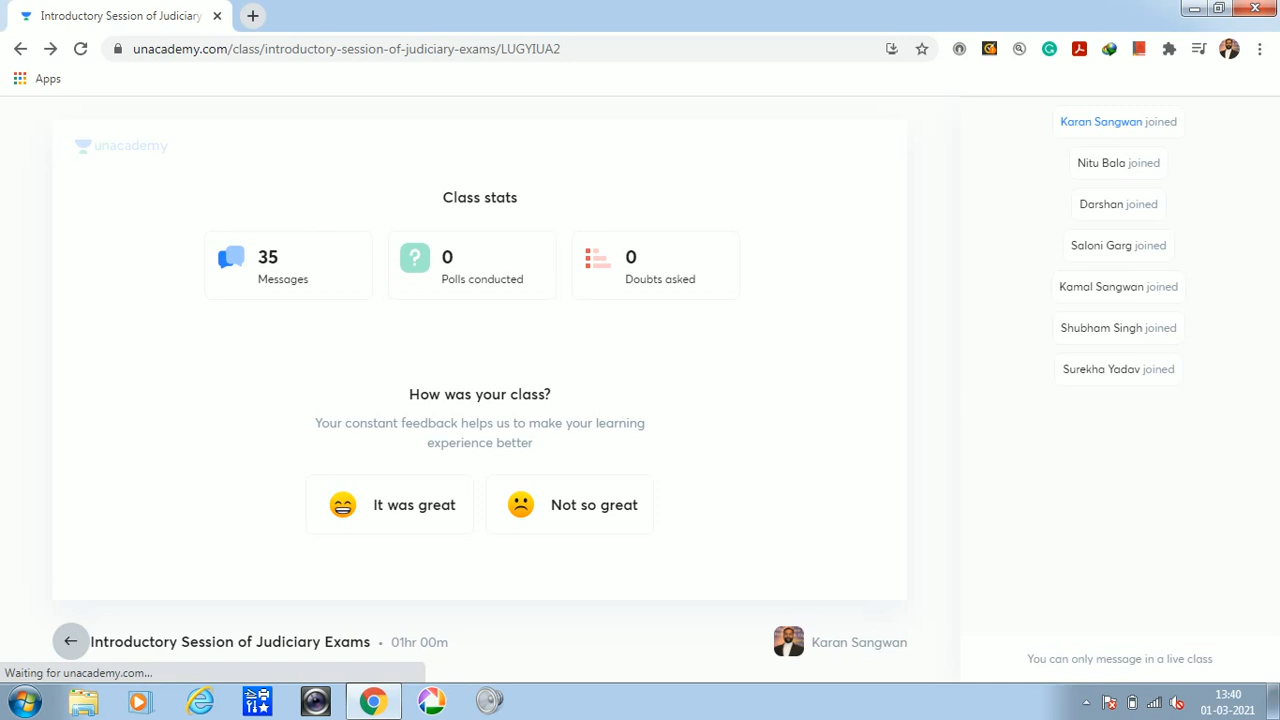 Introductory Session of Judiciary
unacademy.com/class/introductory-session-of-judiciary-exams/LUGYIUA2
Apps
unacademy
Class stats
35
Messages
0
Polls conducted
0
Doubts asked
How was your class?
Your constant feedback helps us to make your learning
experience better
It was great
Not so great
Introductory Session of Judiciary Exams • 01hr 00m
Karan Sangwan
Karan Sangwan joined
Nitu Bala joined
Darshan joined
Saloni Garg joined
Kamal Sangwan joined
Shubham Singh joined
Surekha Yadav joined
You can only message in a live class
Waiting for unacademy.com...
13:40
01-03-2021